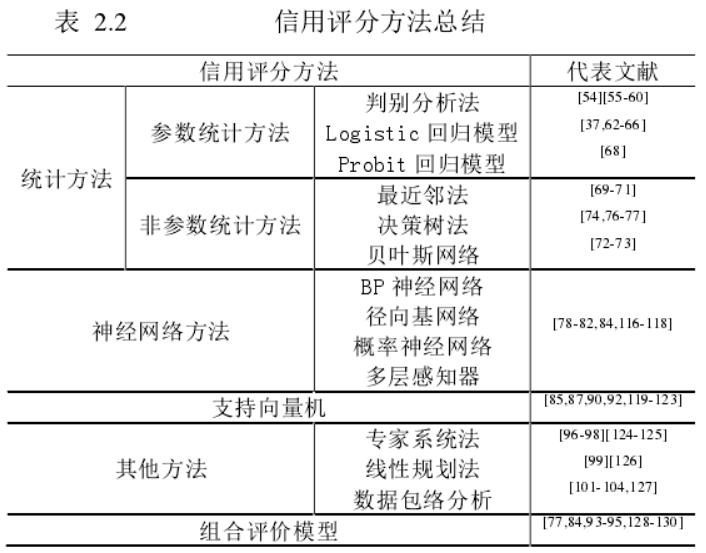 表 2.2 信用评分方法总结
信用评分方法 代表文献
统计方法 参数统计方法 判别分析法 [54][55-60]
Logistic 回归模型 [37,62-66]
Probit 回归模型 [68]
非参数统计方法 最近邻法 [69-71]
决策树法 [74,76-77]
贝叶斯网络 [72-73]
神经网络方法 BP 神经网络 [78-82,84,116-118]
径向基网络
概率神经网络
多层感知器
支持向量机 [85,87,90,92,119-123]
其他方法 专家系统法 [96-98][124-125]
线性规划法 [99][126]
数据包络分析 [101-104,127]
组合评价模型 [77,84,93-95,128-130]